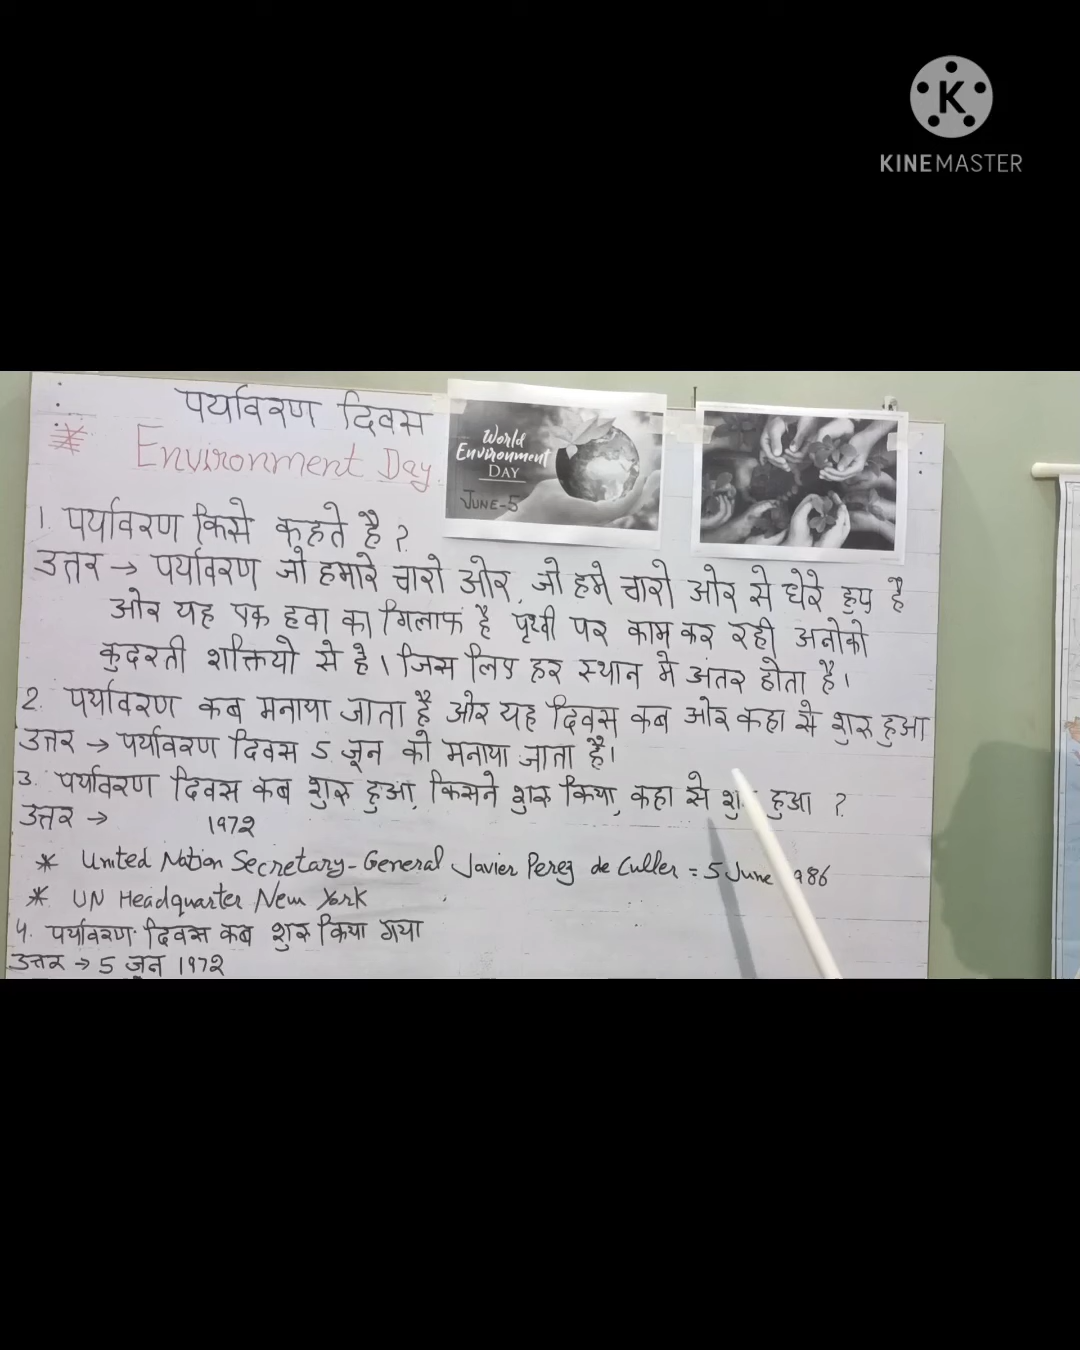 KINEMASTER
पर्यावरण दिवस
Environment Day
World
Environment
DAY
JUNE-5
1. पर्यावरण किसे कहते है ?
उत्तर → पर्यावरण जो हमारे चारो ओर, जो हमे चारो ओर से घेरे हुए है
ओर यह एक हवा का गिलाफ है पृथ्वी पर काम कर रही अनोको
कुदरती शक्तियो से है। जिस लिए हर स्थान मे अंतर होता है।
2. पर्यावरण कब मनाया जाता है ओर यह दिवस कब ओर कहा से शुरू हुआ
उत्तर → पर्यावरण दिवस 5 जून को मनाया जाता है।
3. पर्यावरण दिवस कब शुरू हुआ, किसने शुरू किया, कहा से हुआ ?
उत्तर → 1972
* United Nation Secretary-General Javier Perez de Culler = 5 June
* UN Headquarter New York
4. पर्यावरण दिवस कब शुरू किया गया
उत्तर → 5 जून 1972